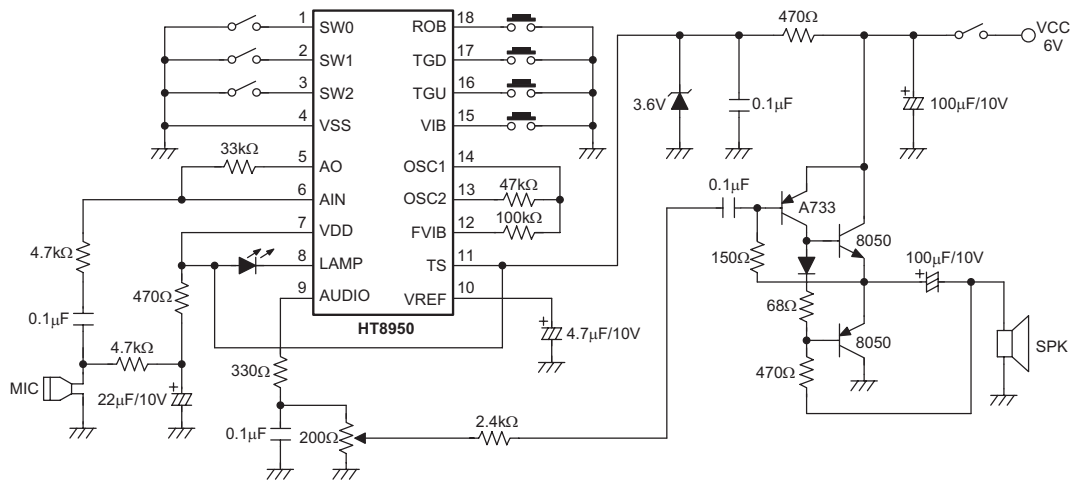 1 SW0
2 SW1
3 SW2
4 VSS
5 AO
6 AIN
7 VDD
8 LAMP
9 AUDIO
ROB 18
TGD 17
TGU 16
VIB 15
OSC1 14
OSC2 13
FVIB 12
TS 11
VREF 10
HT8950
33kΩ
4.7kΩ
470Ω
0.1µF
4.7kΩ
MIC
22µF/10V
330Ω
0.1µF
200Ω
2.4kΩ
47kΩ
100kΩ
+
4.7µF/10V
3.6V
0.1µF
470Ω
+
100µF/10V
VCC
6V
0.1µF
A733
150Ω
8050
100µF/10V
+
68Ω
8050
470Ω
SPK
+